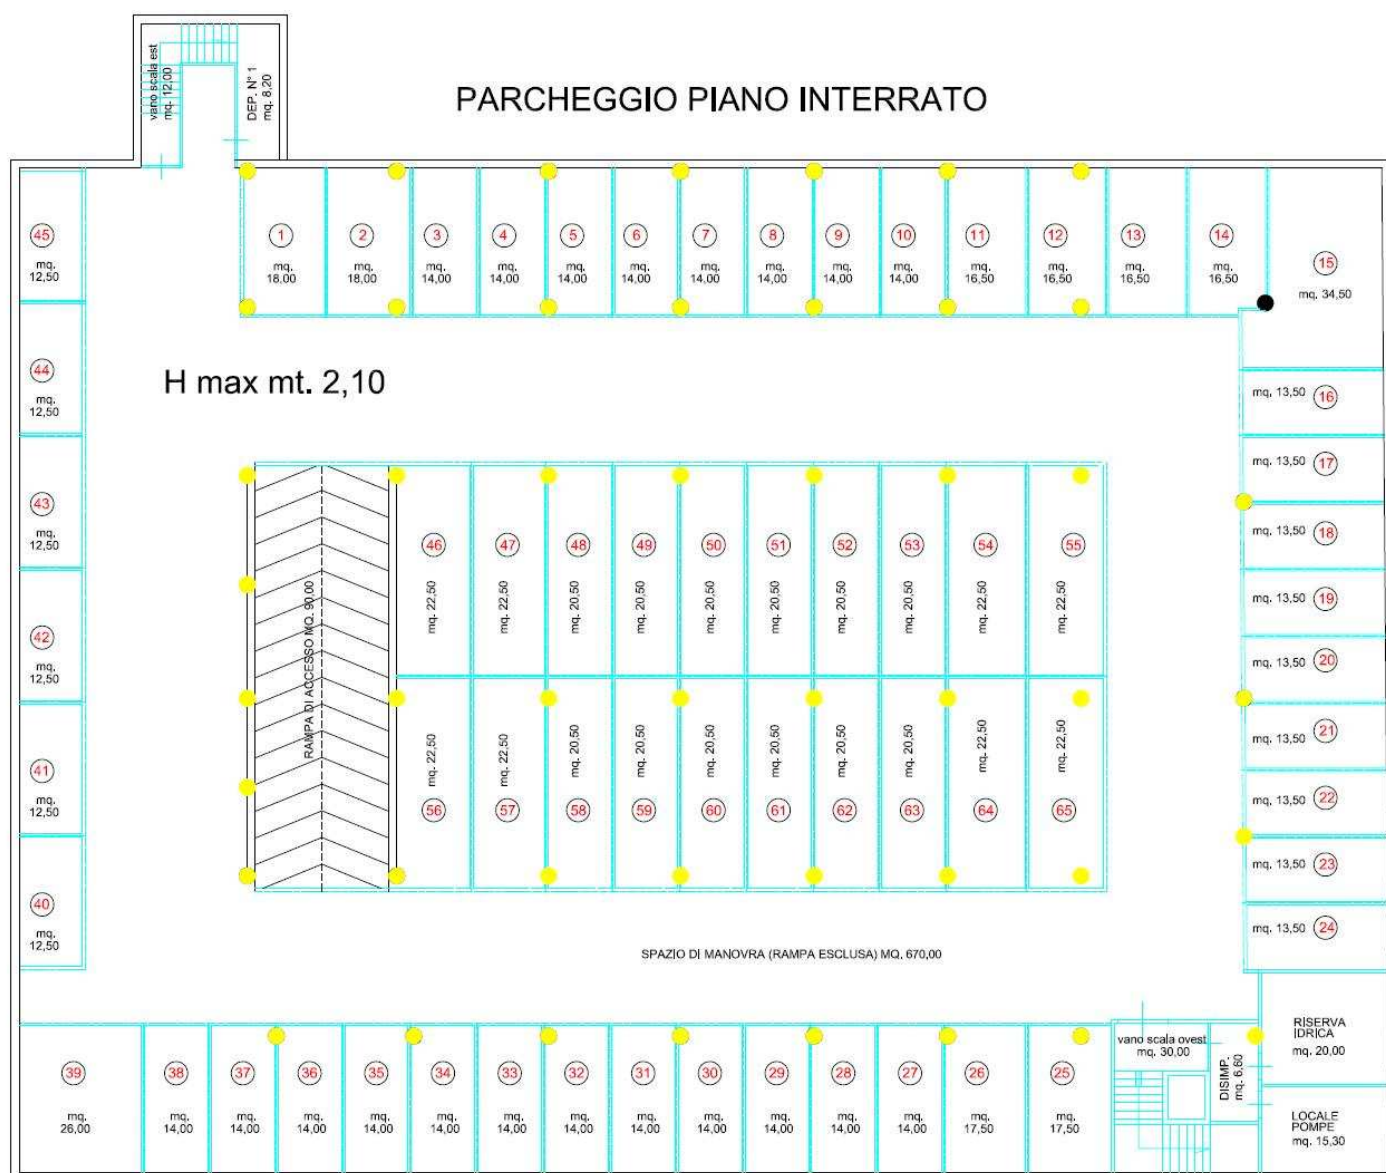 PARCHEGGIO PIANO INTERRATO
vano scala est
mq. 12,00
DEP. N° 1
mq. 8,20
45
mq.
12,50
1
mq.
18,00
2
mq.
18,00
3
mq.
14,00
4
mq.
14,00
5
mq.
14,00
6
mq.
14,00
7
mq.
14,00
8
mq.
14,00
9
mq.
14,00
10
mq.
14,00
11
mq.
16,50
12
mq.
16,50
13
mq.
16,50
14
mq.
16,50
15
mq. 34,50
H max mt. 2,10
44
mq.
12,50
43
mq.
12,50
42
mq.
12,50
41
mq.
12,50
40
mq.
12,50
RAMPA DI ACCESSO MQ. 90,00
46
mq. 22,50
47
mq. 22,50
48
mq. 20,50
49
mq. 20,50
50
mq. 20,50
51
mq. 20,50
52
mq. 20,50
53
mq. 20,50
54
mq. 22,50
55
mq. 22,50
mq. 22,50
56
mq. 22,50
57
mq. 20,50
58
mq. 20,50
59
mq. 20,50
60
mq. 20,50
61
mq. 20,50
62
mq. 20,50
63
mq. 22,50
64
mq. 22,50
65
mq. 13,50 16
mq. 13,50 17
mq. 13,50 18
mq. 13,50 19
mq. 13,50 20
mq. 13,50 21
mq. 13,50 22
mq. 13,50 23
mq. 13,50 24
SPAZIO DI MANOVRA (RAMPA ESCLUSA) MQ. 670,00
39
mq.
26,00
38
mq.
14,00
37
mq.
14,00
36
mq.
14,00
35
mq.
14,00
34
mq.
14,00
33
mq.
14,00
32
mq.
14,00
31
mq.
14,00
30
mq.
14,00
29
mq.
14,00
28
mq.
14,00
27
mq.
14,00
26
mq.
17,50
25
mq.
17,50
vano scala ovest
mq. 30,00
DISIMP.
mq. 6,60
RISERVA
IDRICA
mq. 20,00
LOCALE
POMPE
mq. 15,30